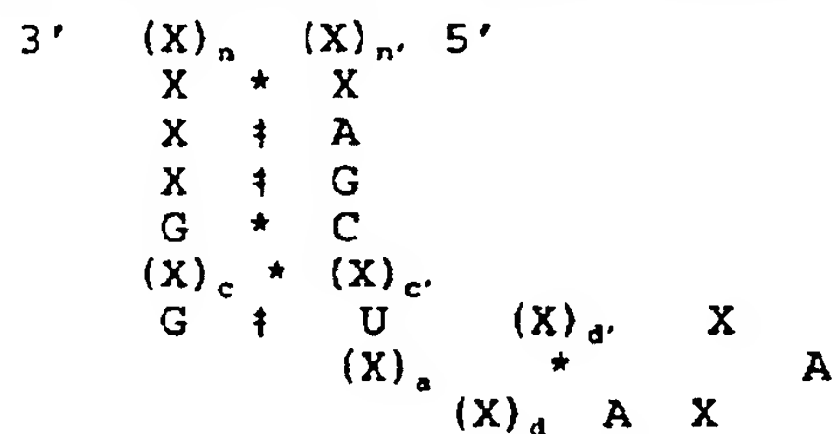 3' (X)n (X)n' 5'
X * X
X ‡ A
X ‡ G
G * C
(X)c * (X)c'
G ‡ U (X)d' X
(X)a * A
(X)d A X